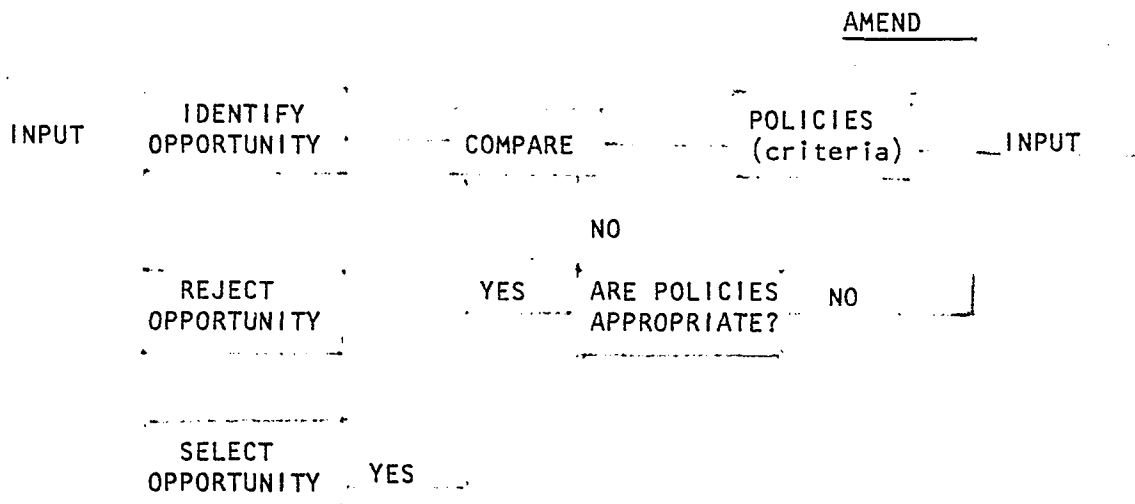 AMEND
INPUT
IDENTIFY
OPPORTUNITY
COMPARE
POLICIES
(criteria)
INPUT
NO
REJECT
OPPORTUNITY
YES
ARE POLICIES
APPROPRIATE?
NO
SELECT
OPPORTUNITY
YES